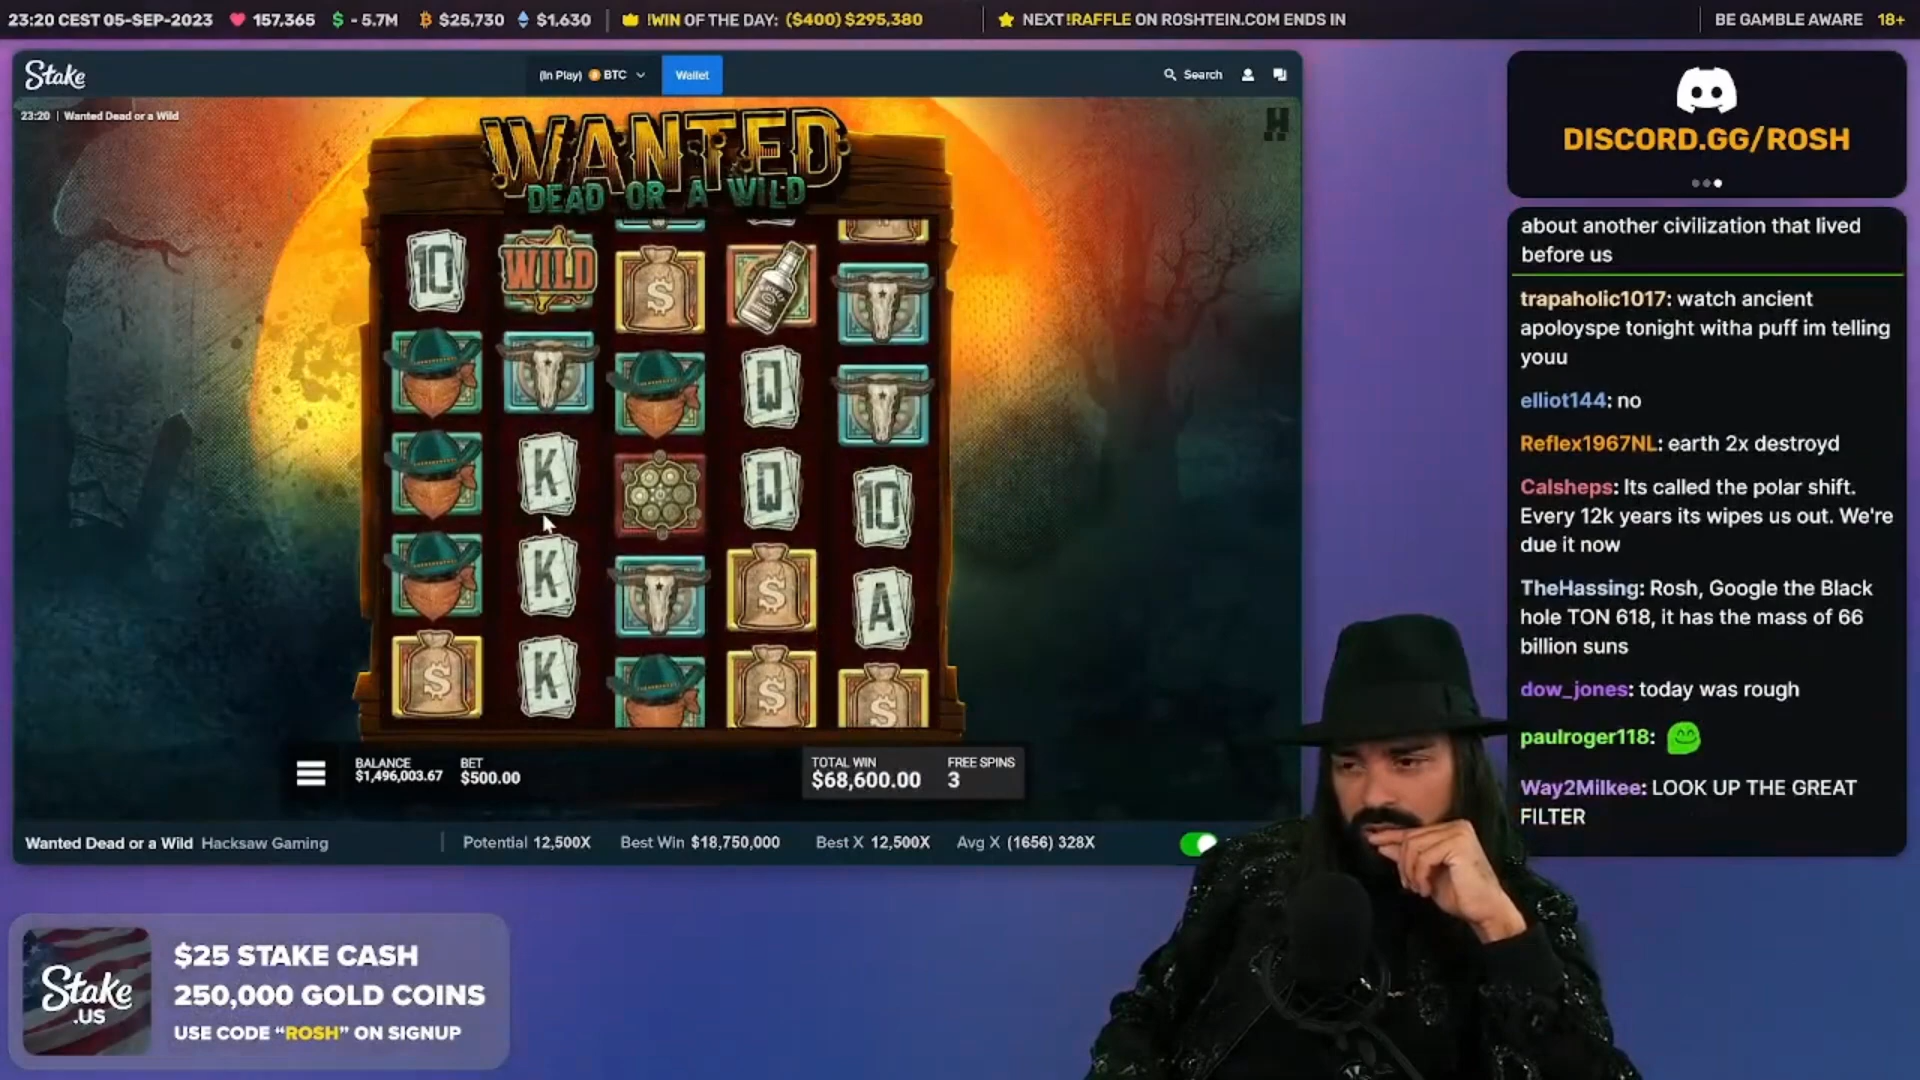 23:20 CEST 05-SEP-2023 157,365 $ - 5.7M $25,730 $1,630 !WIN OF THE DAY: ($400) $295,380 NEXT !RAFFLE ON ROSHTEIN.COM ENDS IN BE GAMBLE AWARE 18+
Stake (In Play) BTC Wallet Search
23:20 | Wanted Dead or a Wild
WANTED
DEAD OR A WILD
10 WILD $
Q
K Q 10
K $ A
$ K $ $
BALANCE BET TOTAL WIN FREE SPINS
$1,496,003.67 $500.00 $68,600.00 3
Wanted Dead or a Wild Hacksaw Gaming Potential 12,500X Best Win $18,750,000 Best X 12,500X Avg X (1656) 328X
DISCORD.GG/ROSH
about another civilization that lived
before us
trapaholic1017: watch ancient
apoloyspe tonight witha puff im telling
youu
elliot144: no
Reflex1967NL: earth 2x destroyd
Calsheps: Its called the polar shift.
Every 12k years its wipes us out. We're
due it now
TheHassing: Rosh, Google the Black
hole TON 618, it has the mass of 66
billion suns
dow_jones: today was rough
paulroger118:
Way2Milkee: LOOK UP THE GREAT
FILTER
Stake
.US
$25 STAKE CASH
250,000 GOLD COINS
USE CODE “ROSH” ON SIGNUP